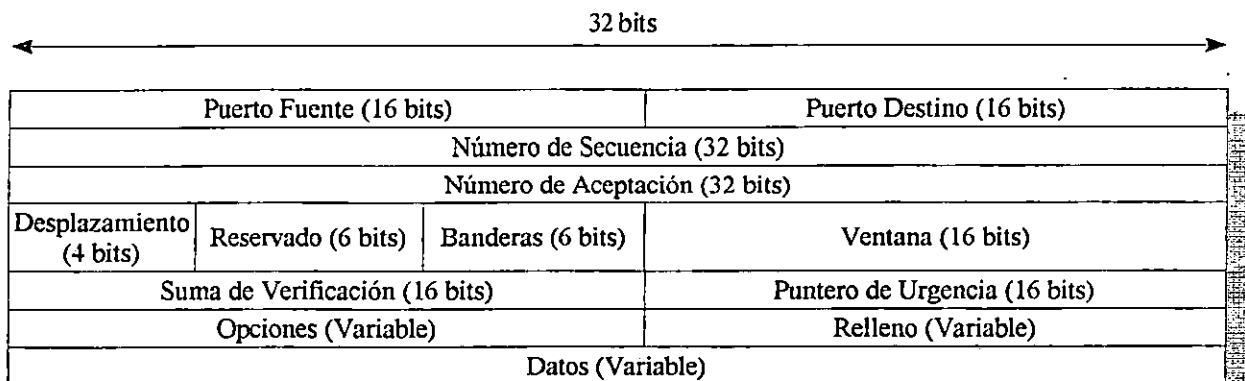 32 bits
Puerto Fuente (16 bits)
Puerto Destino (16 bits)
Número de Secuencia (32 bits)
Número de Aceptación (32 bits)
Desplazamiento
(4 bits)
Reservado (6 bits)
Banderas (6 bits)
Ventana (16 bits)
Suma de Verificación (16 bits)
Puntero de Urgencia (16 bits)
Opciones (Variable)
Relleno (Variable)
Datos (Variable)